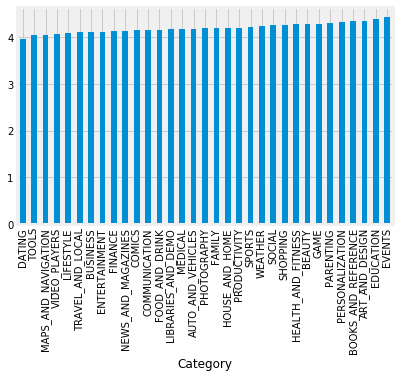 4
3
2
1
0
DATING
TOOLS
MAPS_AND_NAVIGATION
VIDEO_PLAYERS
LIFESTYLE
TRAVEL_AND_LOCAL
BUSINESS
ENTERTAINMENT
FINANCE
NEWS_AND_MAGAZINES
COMICS
COMMUNICATION
FOOD_AND_DRINK
LIBRARIES_AND_DEMO
MEDICAL
AUTO_AND_VEHICLES
PHOTOGRAPHY
FAMILY
HOUSE_AND_HOME
PRODUCTIVITY
SPORTS
WEATHER
SOCIAL
SHOPPING
HEALTH_AND_FITNESS
BEAUTY
GAME
PARENTING
PERSONALIZATION
BOOKS_AND_REFERENCE
ART_AND_DESIGN
EDUCATION
EVENTS
Category